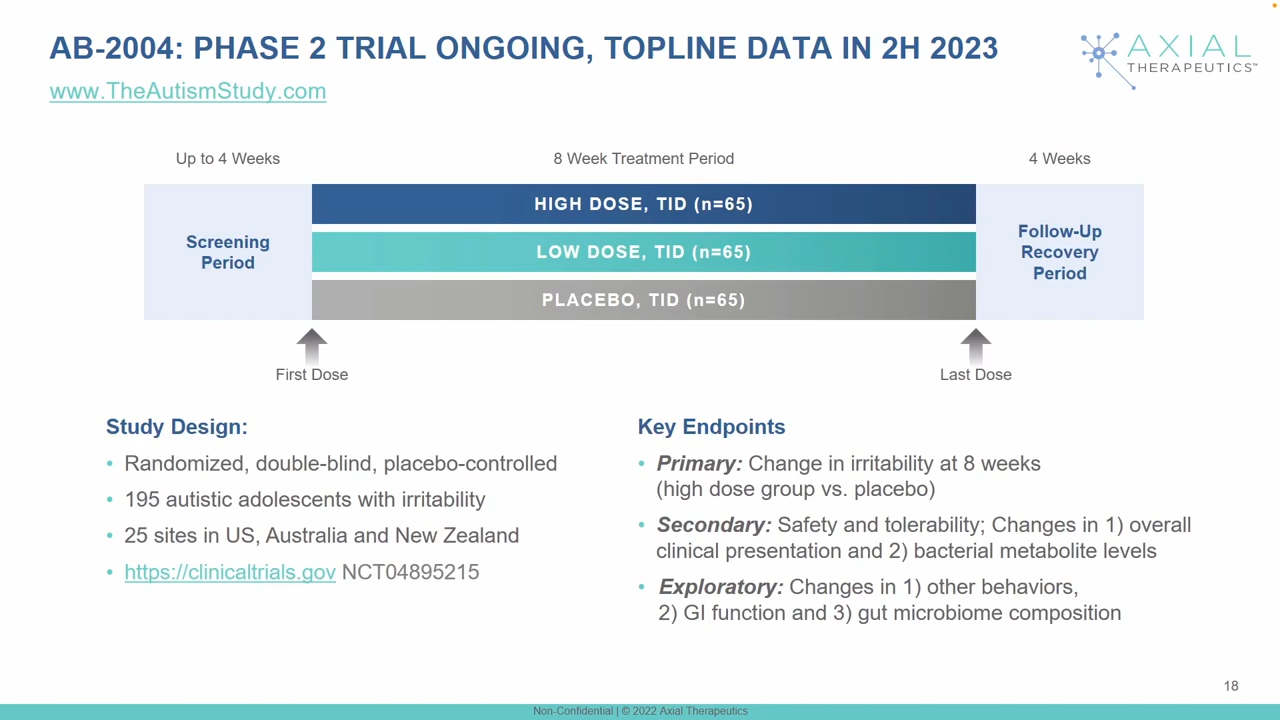 AB-2004: PHASE 2 TRIAL ONGOING, TOPLINE DATA IN 2H 2023
www.TheAutismStudy.com
AXIAL
THERAPEUTICS™
Up to 4 Weeks
8 Week Treatment Period
4 Weeks
Screening
Period
HIGH DOSE, TID (n=65)
LOW DOSE, TID (n=65)
PLACEBO, TID (n=65)
Follow-Up
Recovery
Period
First Dose
Last Dose
Study Design:
• Randomized, double-blind, placebo-controlled
• 195 autistic adolescents with irritability
• 25 sites in US, Australia and New Zealand
• https://clinicaltrials.gov NCT04895215
Key Endpoints
• Primary: Change in irritability at 8 weeks
(high dose group vs. placebo)
• Secondary: Safety and tolerability; Changes in 1) overall
clinical presentation and 2) bacterial metabolite levels
• Exploratory: Changes in 1) other behaviors,
2) GI function and 3) gut microbiome composition
18
Non-Confidential | © 2022 Axial Therapeutics